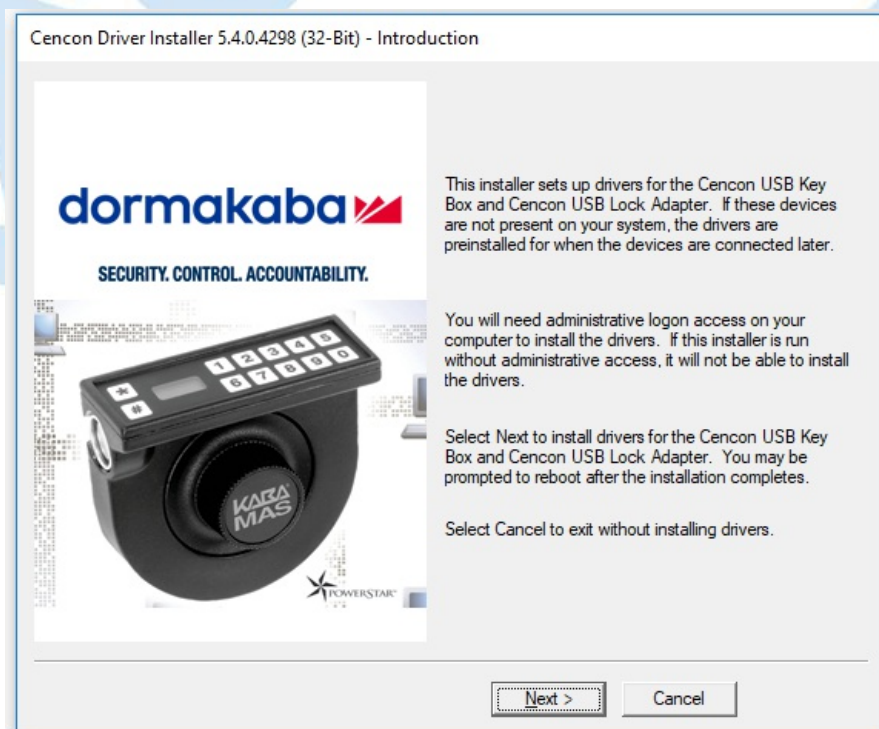 Cencon Driver Installer 5.4.0.4298 (32-Bit) - Introduction
dormakaba
SECURITY. CONTROL. ACCOUNTABILITY.
1 2 3 4 5
* 6 7 8 9 0
#
KABA
MAS
POWERSTAR
This installer sets up drivers for the Cencon USB Key
Box and Cencon USB Lock Adapter. If these devices
are not present on your system, the drivers are
preinstalled for when the devices are connected later.
You will need administrative logon access on your
computer to install the drivers. If this installer is run
without administrative access, it will not be able to install
the drivers.
Select Next to install drivers for the Cencon USB Key
Box and Cencon USB Lock Adapter. You may be
prompted to reboot after the installation completes.
Select Cancel to exit without installing drivers.
Next >
Cancel